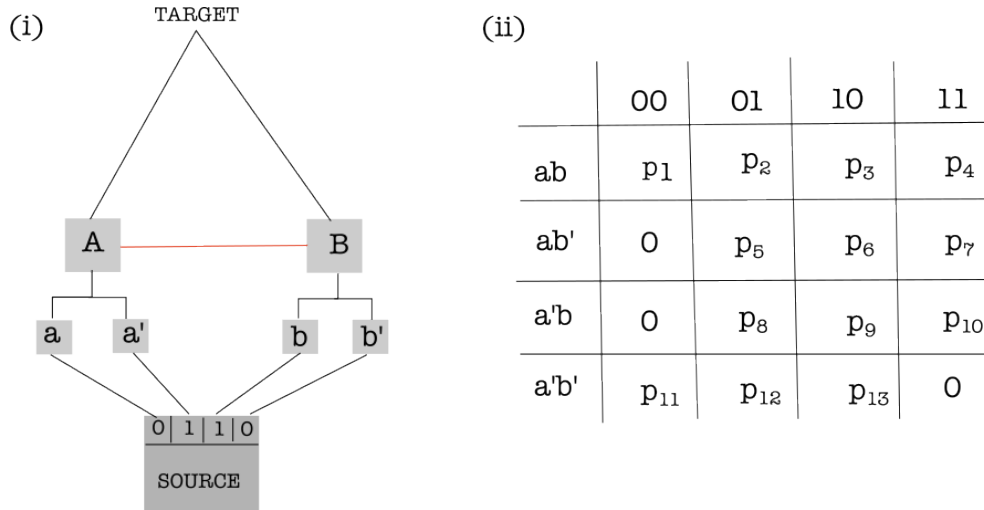 (i)
TARGET
A
B
a
a'
b
b'
0 1 1 0
SOURCE
(ii)
00 01 10 11
ab p1 p₂ p₃ p₄
ab' 0 p₅ p₆ p₇
a'b 0 p₈ p₉ p₁₀
a'b' p₁₁ p₁₂ p₁₃ 0